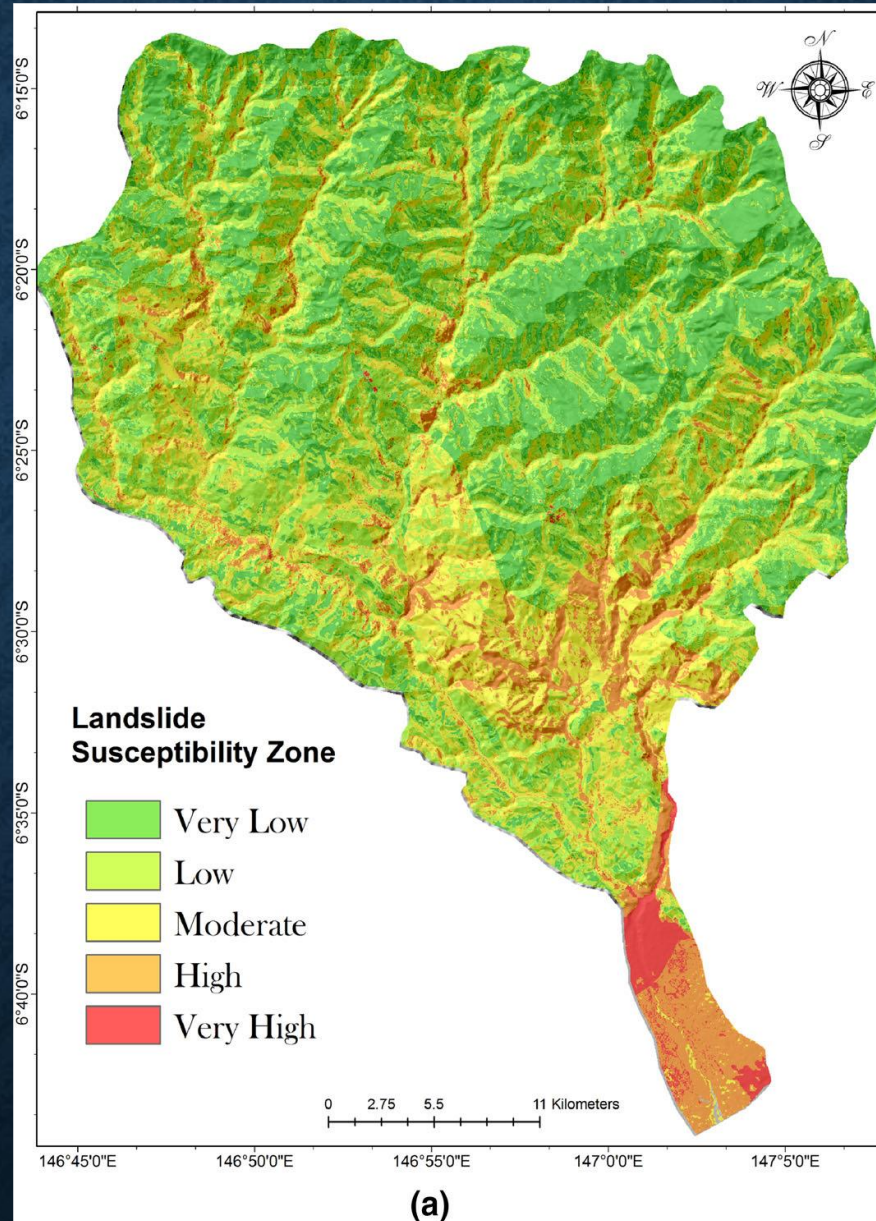 N
W E
S
6°15'0"S
6°20'0"S
6°25'0"S
6°30'0"S
6°35'0"S
6°40'0"S
Landslide
Susceptibility Zone
Very Low
Low
Moderate
High
Very High
0 2.75 5.5 11 Kilometers
146°45'0"E 146°50'0"E 146°55'0"E 147°0'0"E 147°5'0"E
(a)